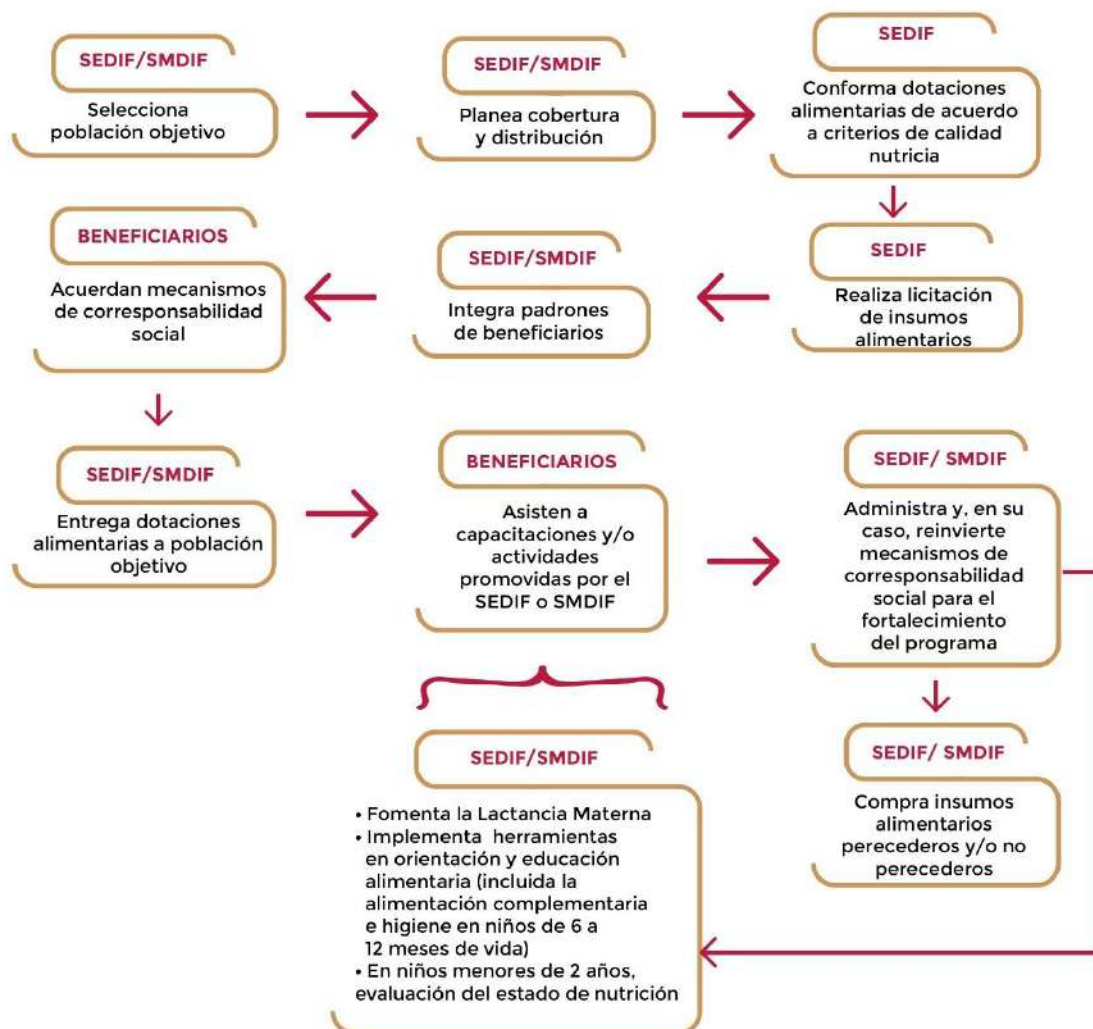 SEDIF/SMDIF
Selecciona
población objetivo
SEDIF/SMDIF
Planea cobertura
y distribución
SEDIF
Conforma dotaciones
alimentarias de acuerdo
a criterios de calidad
nutricia
SEDIF
Realiza licitación
de insumos
alimentarios
SEDIF/SMDIF
Integra padrones
de beneficiarios
BENEFICIARIOS
Acuerdan mecanismos
de corresponsabilidad
social
SEDIF/SMDIF
Entrega dotaciones
alimentarias a población
objetivo
BENEFICIARIOS
Asisten a
capacitaciones y/o
actividades
promovidas por el
SEDIF o SMDIF
SEDIF/ SMDIF
Administra y, en su
caso, reinvierte
mecanismos de
corresponsabilidad
social para el
fortalecimiento
del programa
SEDIF/SMDIF
• Fomenta la Lactancia Materna
• Implementa herramientas
en orientación y educación
alimentaria (incluida la
alimentación complementaria
e higiene en niños de 6 a
12 meses de vida)
• En niños menores de 2 años,
evaluación del estado de nutrición
SEDIF/ SMDIF
Compra insumos
alimentarios
perecederos y/o no
perecederos